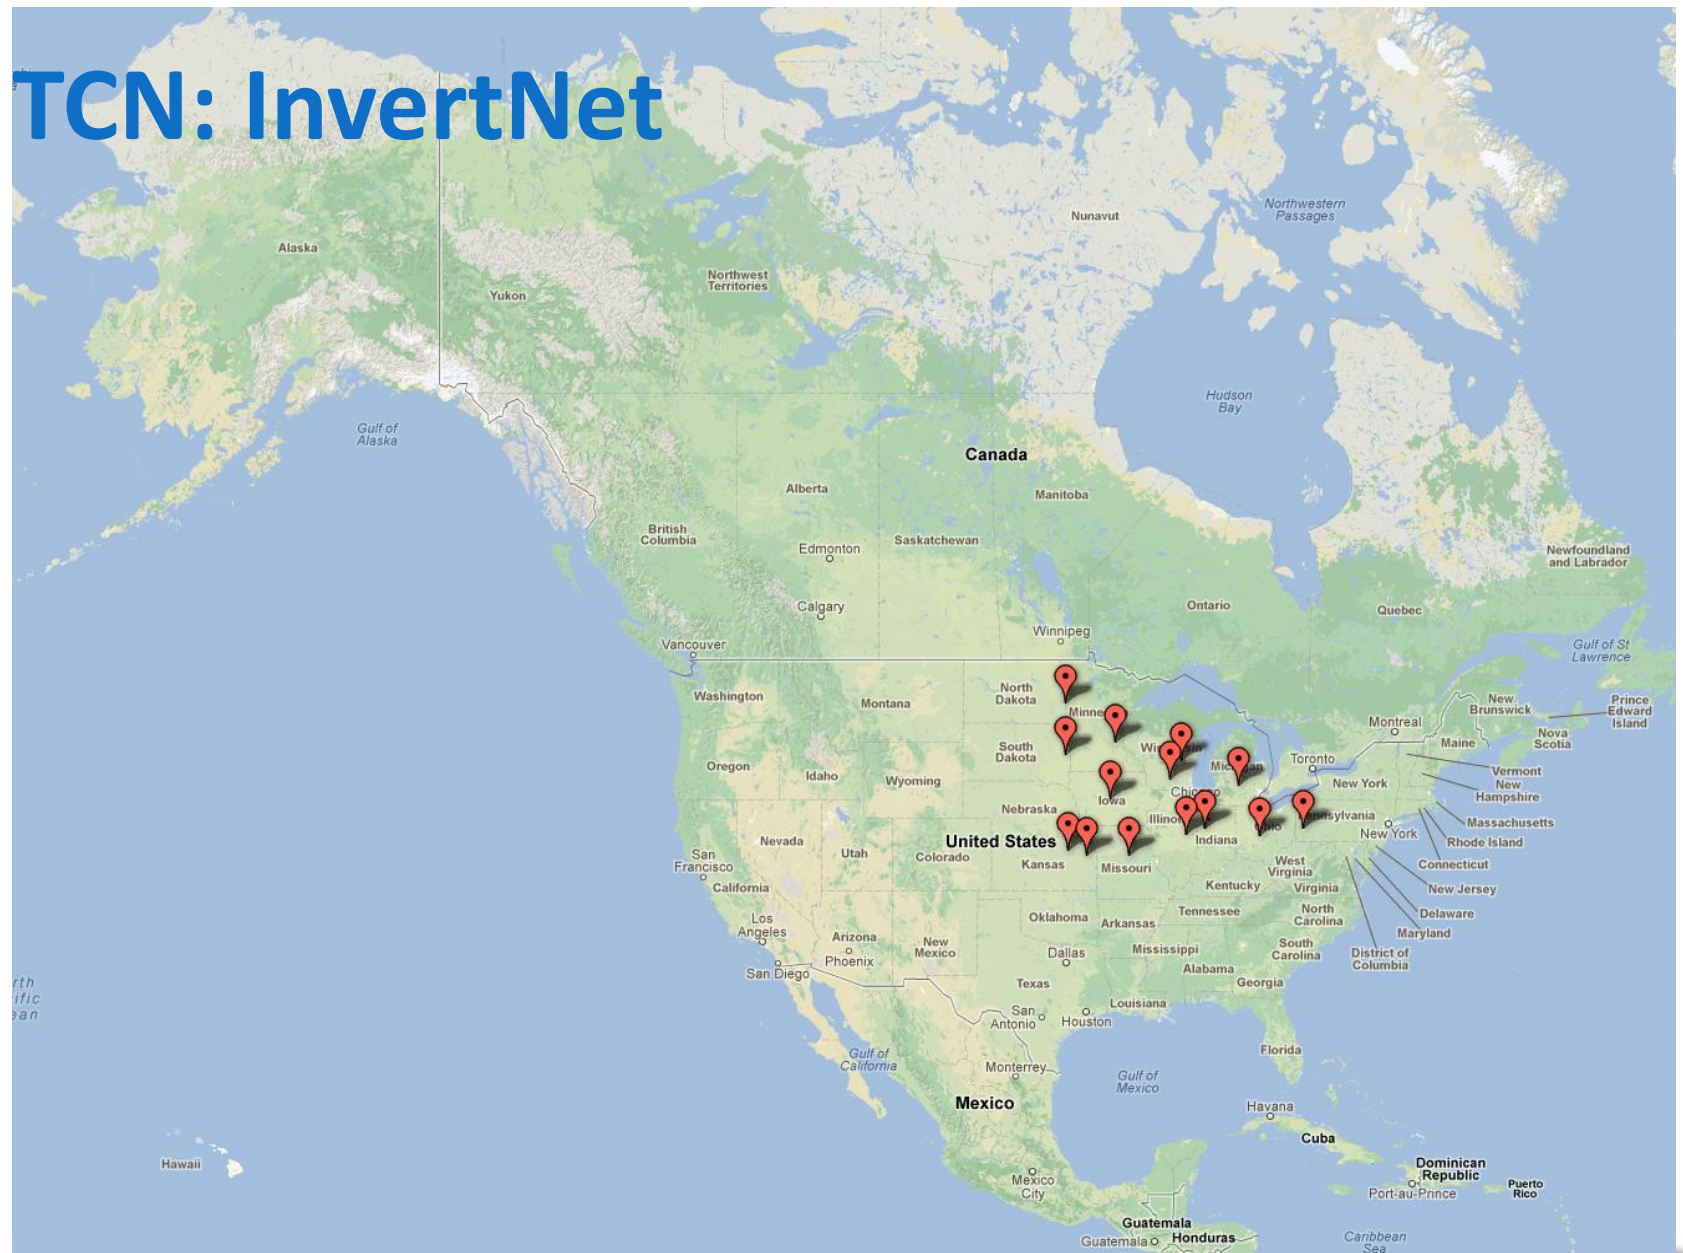 TCN: InvertNet
Northwestern
Passages
Nunavut
Alaska
Northwest
Territories
Yukon
Hudson
Bay
Gulf of
Alaska
Canada
Alberta
Manitoba
British
Columbia
Saskatchewan
Edmonton
Newfoundland
and Labrador
Calgary
Ontario
Quebec
Winnipeg
Vancouver
Gulf of St
Lawrence
Washington
North
Dakota
Montana
New
Brunswick
Prince
Edward
Island
Montreal
Nova
Scotia
Maine
South
Dakota
Toronto
Oregon
Idaho
Wyoming
Vermont
New York
New
Hampshire
Iowa
Nebraska
Massachusetts
New York
Rhode Island
United States
Nevada
Indiana
Utah
Colorado
Kansas
Missouri
West
Virginia
Connecticut
San
Francisco
California
Kentucky
Virginia
New Jersey
Los
Angeles
Oklahoma
Arkansas
Tennessee
North
Carolina
Delaware
Maryland
Arizona
Phoenix
New
Mexico
Dallas
Mississippi
South
Carolina
District of
Columbia
San Diego
Alabama
Texas
Georgia
Louisiana
San
Antonio
Houston
Florida
Gulf of
California
Monterrey
Gulf of
Mexico
Mexico
Havana
Cuba
Hawaii
Dominican
Republic
Port-au-Prince
Puerto
Rico
Mexico
City
Guatemala
Guatemala
Honduras
Caribbean
Sea